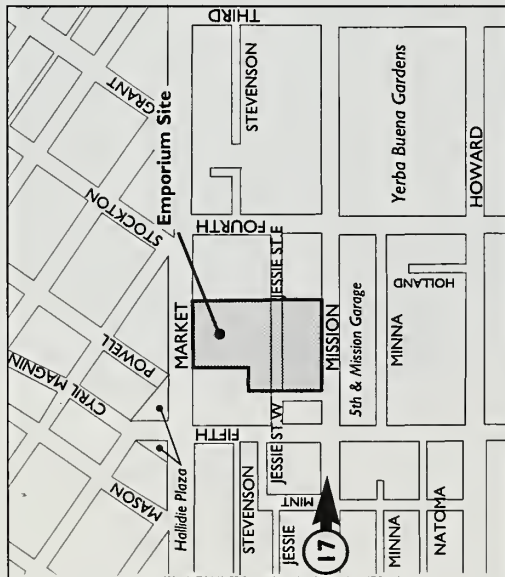 THIRD
GRANT
STEVENSON
Emporium Site
Yerba Buena Gardens
STOCKTON
HOWARD
FOURTH
JESSIE ST. E
HOLLAND
POWELL
MARKET
MISSION
5th & Mission Garage
MINNA
CYRIL MAGNIN
FIFTH
JESSIE ST. W
Hallidie Plaza
MASON
STEVENSON
MINT
JESSIE
17
MINNA
NATOMA